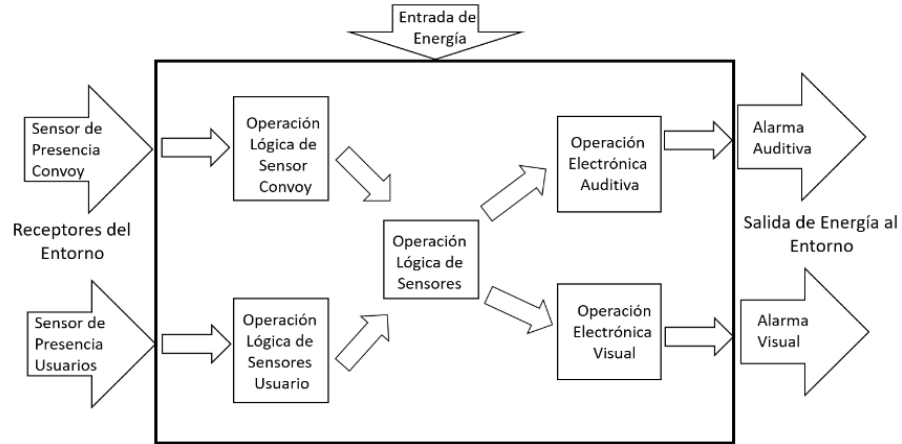 Entrada de
Energía
Sensor de
Presencia
Convoy
Operación
Lógica de
Sensor
Convoy
Operación
Electrónica
Auditiva
Alarma
Auditiva
Receptores del
Entorno
Operación
Lógica de
Sensores
Salida de Energía al
Entorno
Sensor de
Presencia
Usuarios
Operación
Lógica de
Sensores
Usuario
Operación
Electrónica
Visual
Alarma
Visual